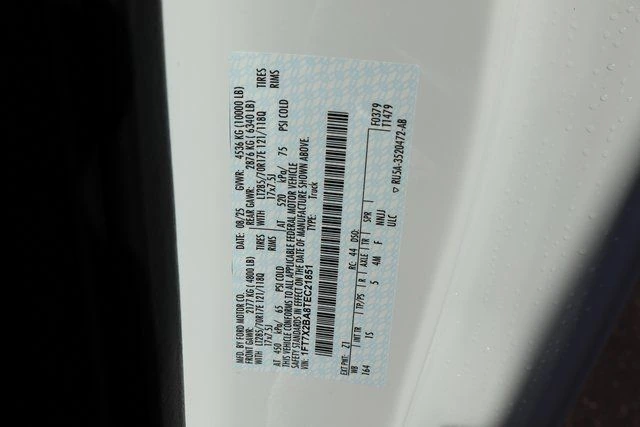 MFD. BY FORD MOTOR CO. DATE: 08/25 GVWR: 4536 KG (10000 LB)
FRONT GAWR: 2177 KG (4800 LB) REAR GAWR: 2876 KG (6340 LB)
WITH LT285/70R17E 121/118Q TIRES WITH LT285/70R17E 121/118Q TIRES
17x7.5J RIMS 17x7.5J RIMS
AT 450 kPa/ 65 PSI COLD AT 520 kPa/ 75 PSI COLD
THIS VEHICLE CONFORMS TO ALL APPLICABLE FEDERAL MOTOR VEHICLE
SAFETY STANDARDS IN EFFECT ON THE DATE OF MANUFACTURE SHOWN ABOVE.
VIN: 1FT7X2BA8TEC21851 TYPE: Truck
F0379
T1479
EXT PNT: Z1 RC: 44 DSO:
WB INT TR TP/PS R AXLE TR SPR
164 1S 5 4M F NNUJ
ULC
▽ RU5A-3520472-AB